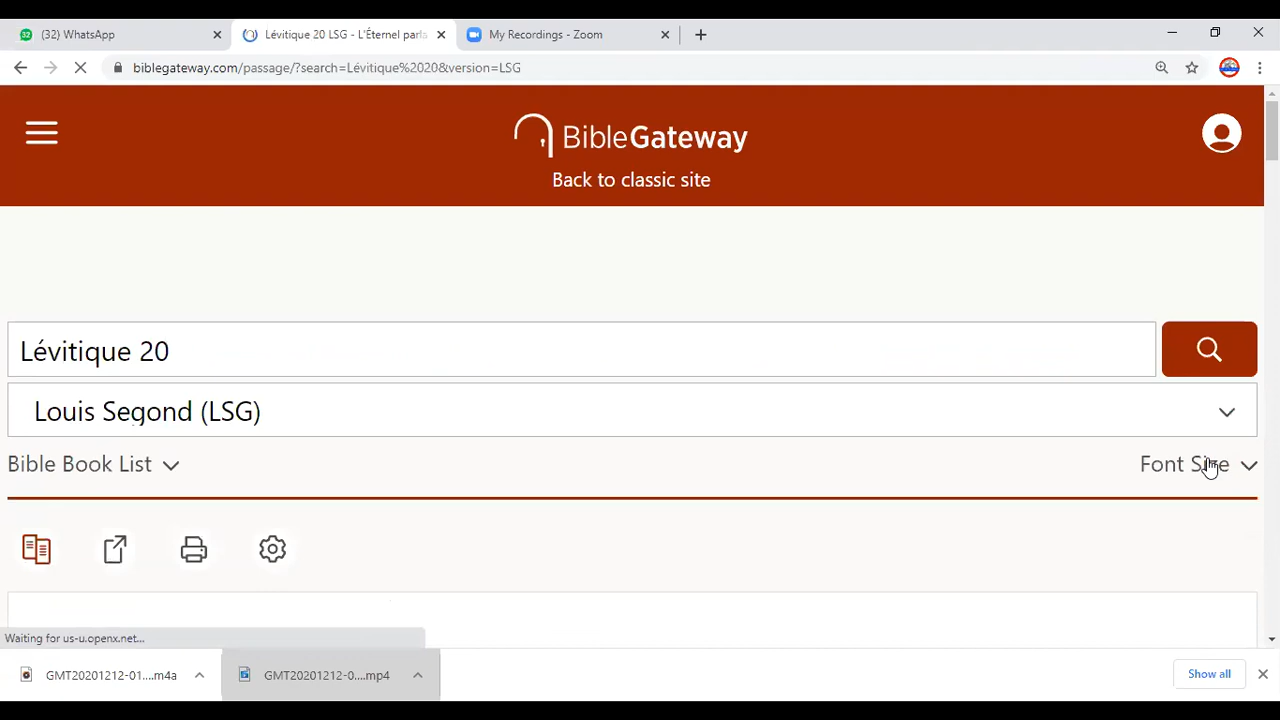 32 (32) WhatsApp
Lévitique 20 LSG - L'Éternel parla
My Recordings - Zoom
biblegateway.com/passage/?search=Lévitique%2020&version=LSG
BibleGateway
Back to classic site
Lévitique 20
Louis Segond (LSG)
Bible Book List
Font Size
Waiting for us-u.openx.net...
GMT20201212-01....m4a
GMT20201212-0....mp4
Show all